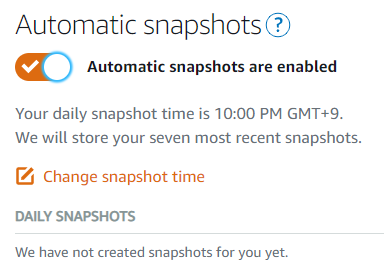 Automatic snapshots ?
Automatic snapshots are enabled
Your daily snapshot time is 10:00 PM GMT+9.
We will store your seven most recent snapshots.
Change snapshot time
DAILY SNAPSHOTS
We have not created snapshots for you yet.